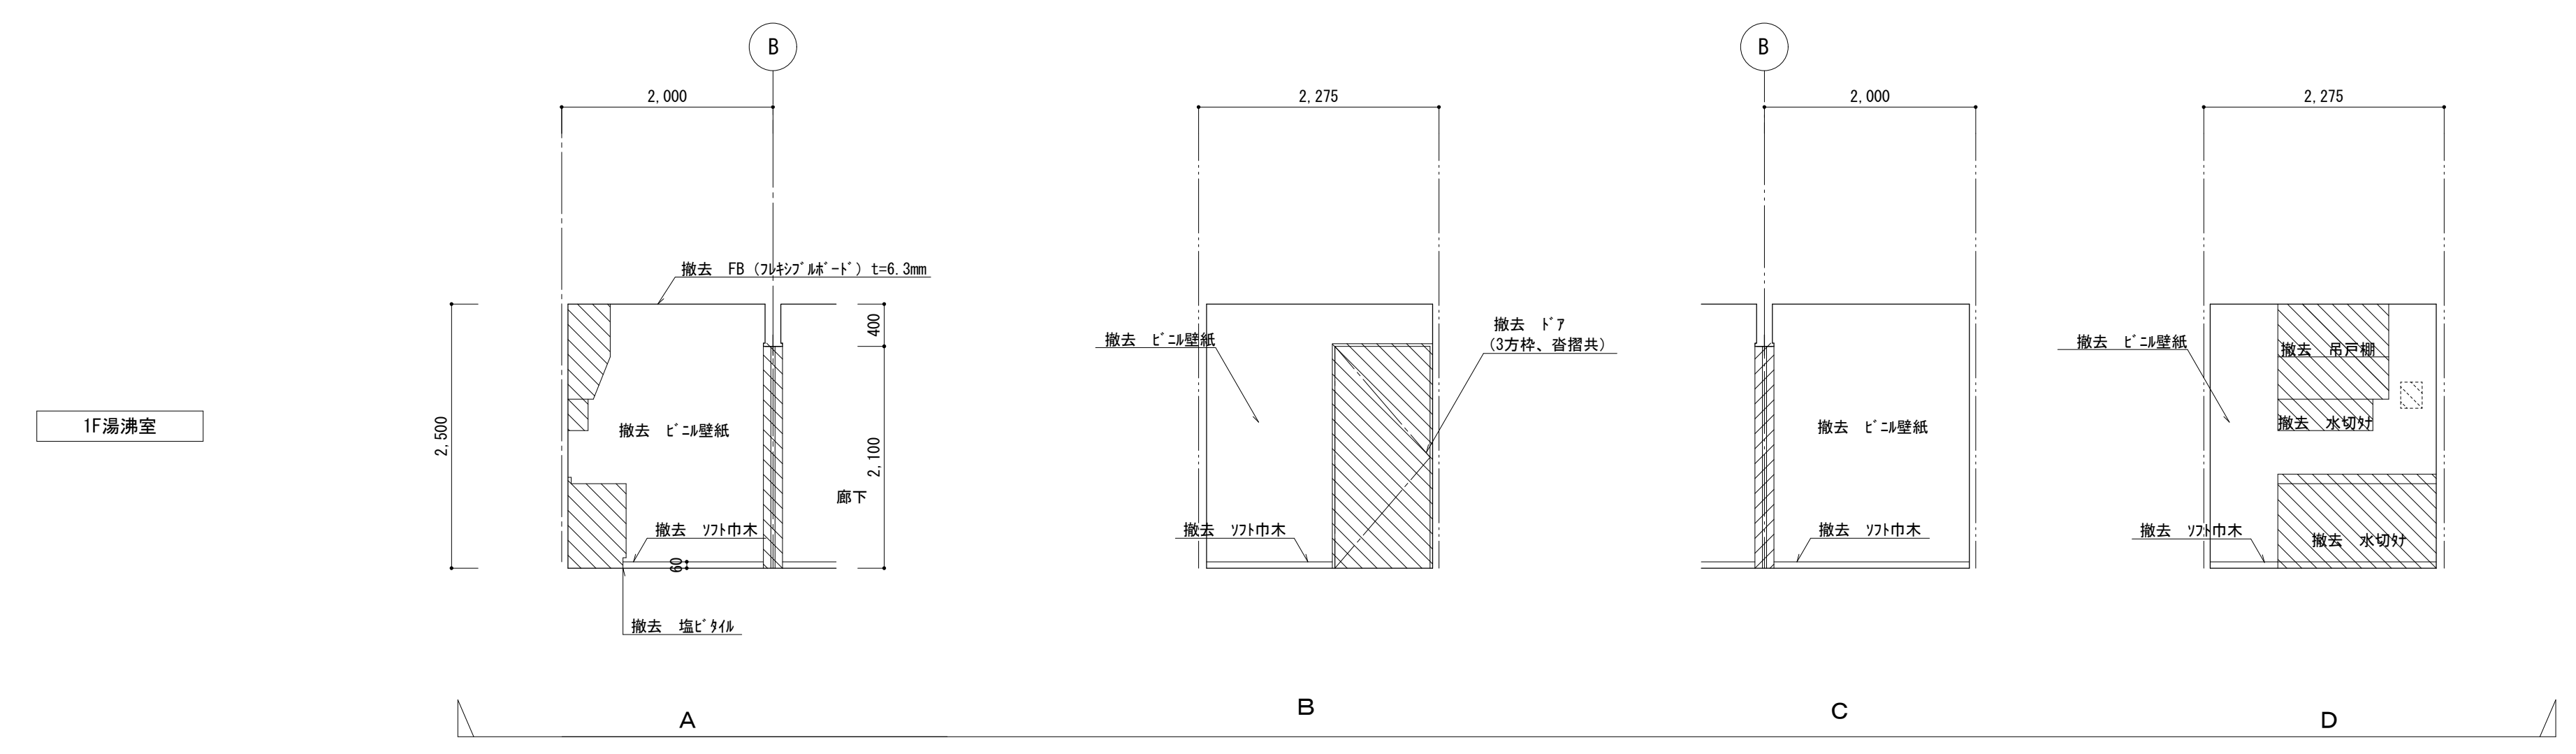 B
B
2,000
2,275
2,000
2,275
撤去 FB (ﾌﾚｷｼﾌﾞﾙﾎﾞｰﾄﾞ) t=6.3mm
400
撤去 ﾋﾞﾆﾙ壁紙
撤去 ﾄﾞｱ
(3方枠、沓摺共)
撤去 ﾋﾞﾆﾙ壁紙
撤去 吊戸棚
1F湯沸室
2,500
撤去 ﾋﾞﾆﾙ壁紙
2,100
撤去 ﾋﾞﾆﾙ壁紙
撤去 水切ﾀﾅ
廊下
撤去 ｿﾌﾄ巾木
撤去 ｿﾌﾄ巾木
撤去 ｿﾌﾄ巾木
撤去 ｿﾌﾄ巾木
撤去 水切ﾀﾅ
60
撤去 塩ﾋﾞﾀｲﾙ
A
B
C
D